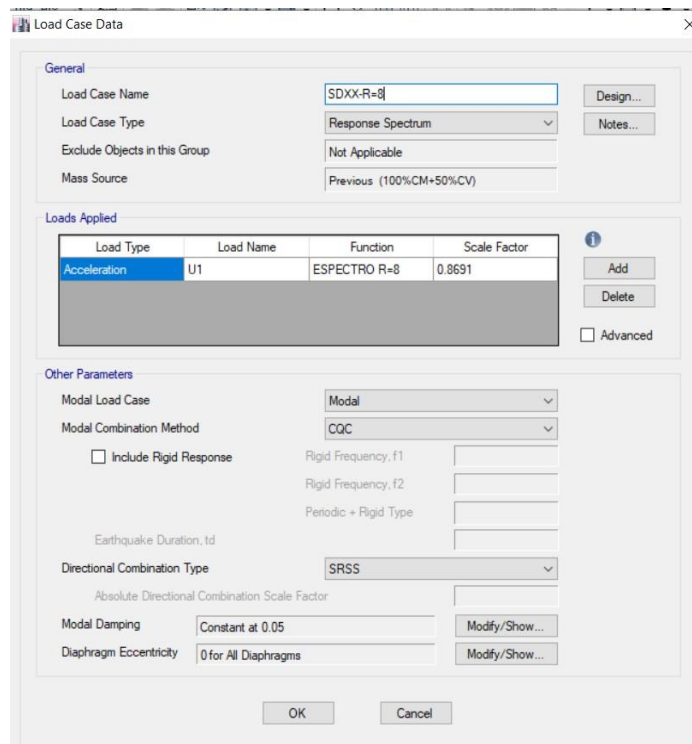 Load Case Data
General
Load Case Name SDXX-R=8 Design...
Load Case Type Response Spectrum Notes...
Exclude Objects in this Group Not Applicable
Mass Source Previous (100%CM+50%CV)
Loads Applied
Load Type Load Name Function Scale Factor
Acceleration U1 ESPECTRO R=8 0.8691 Add
Delete
Advanced
Other Parameters
Modal Load Case Modal
Modal Combination Method CQC
Include Rigid Response Rigid Frequency, f1
Rigid Frequency, f2
Periodic + Rigid Type
Earthquake Duration, td
Directional Combination Type SRSS
Absolute Directional Combination Scale Factor
Modal Damping Constant at 0.05 Modify/Show...
Diaphragm Eccentricity 0 for All Diaphragms Modify/Show...
OK Cancel